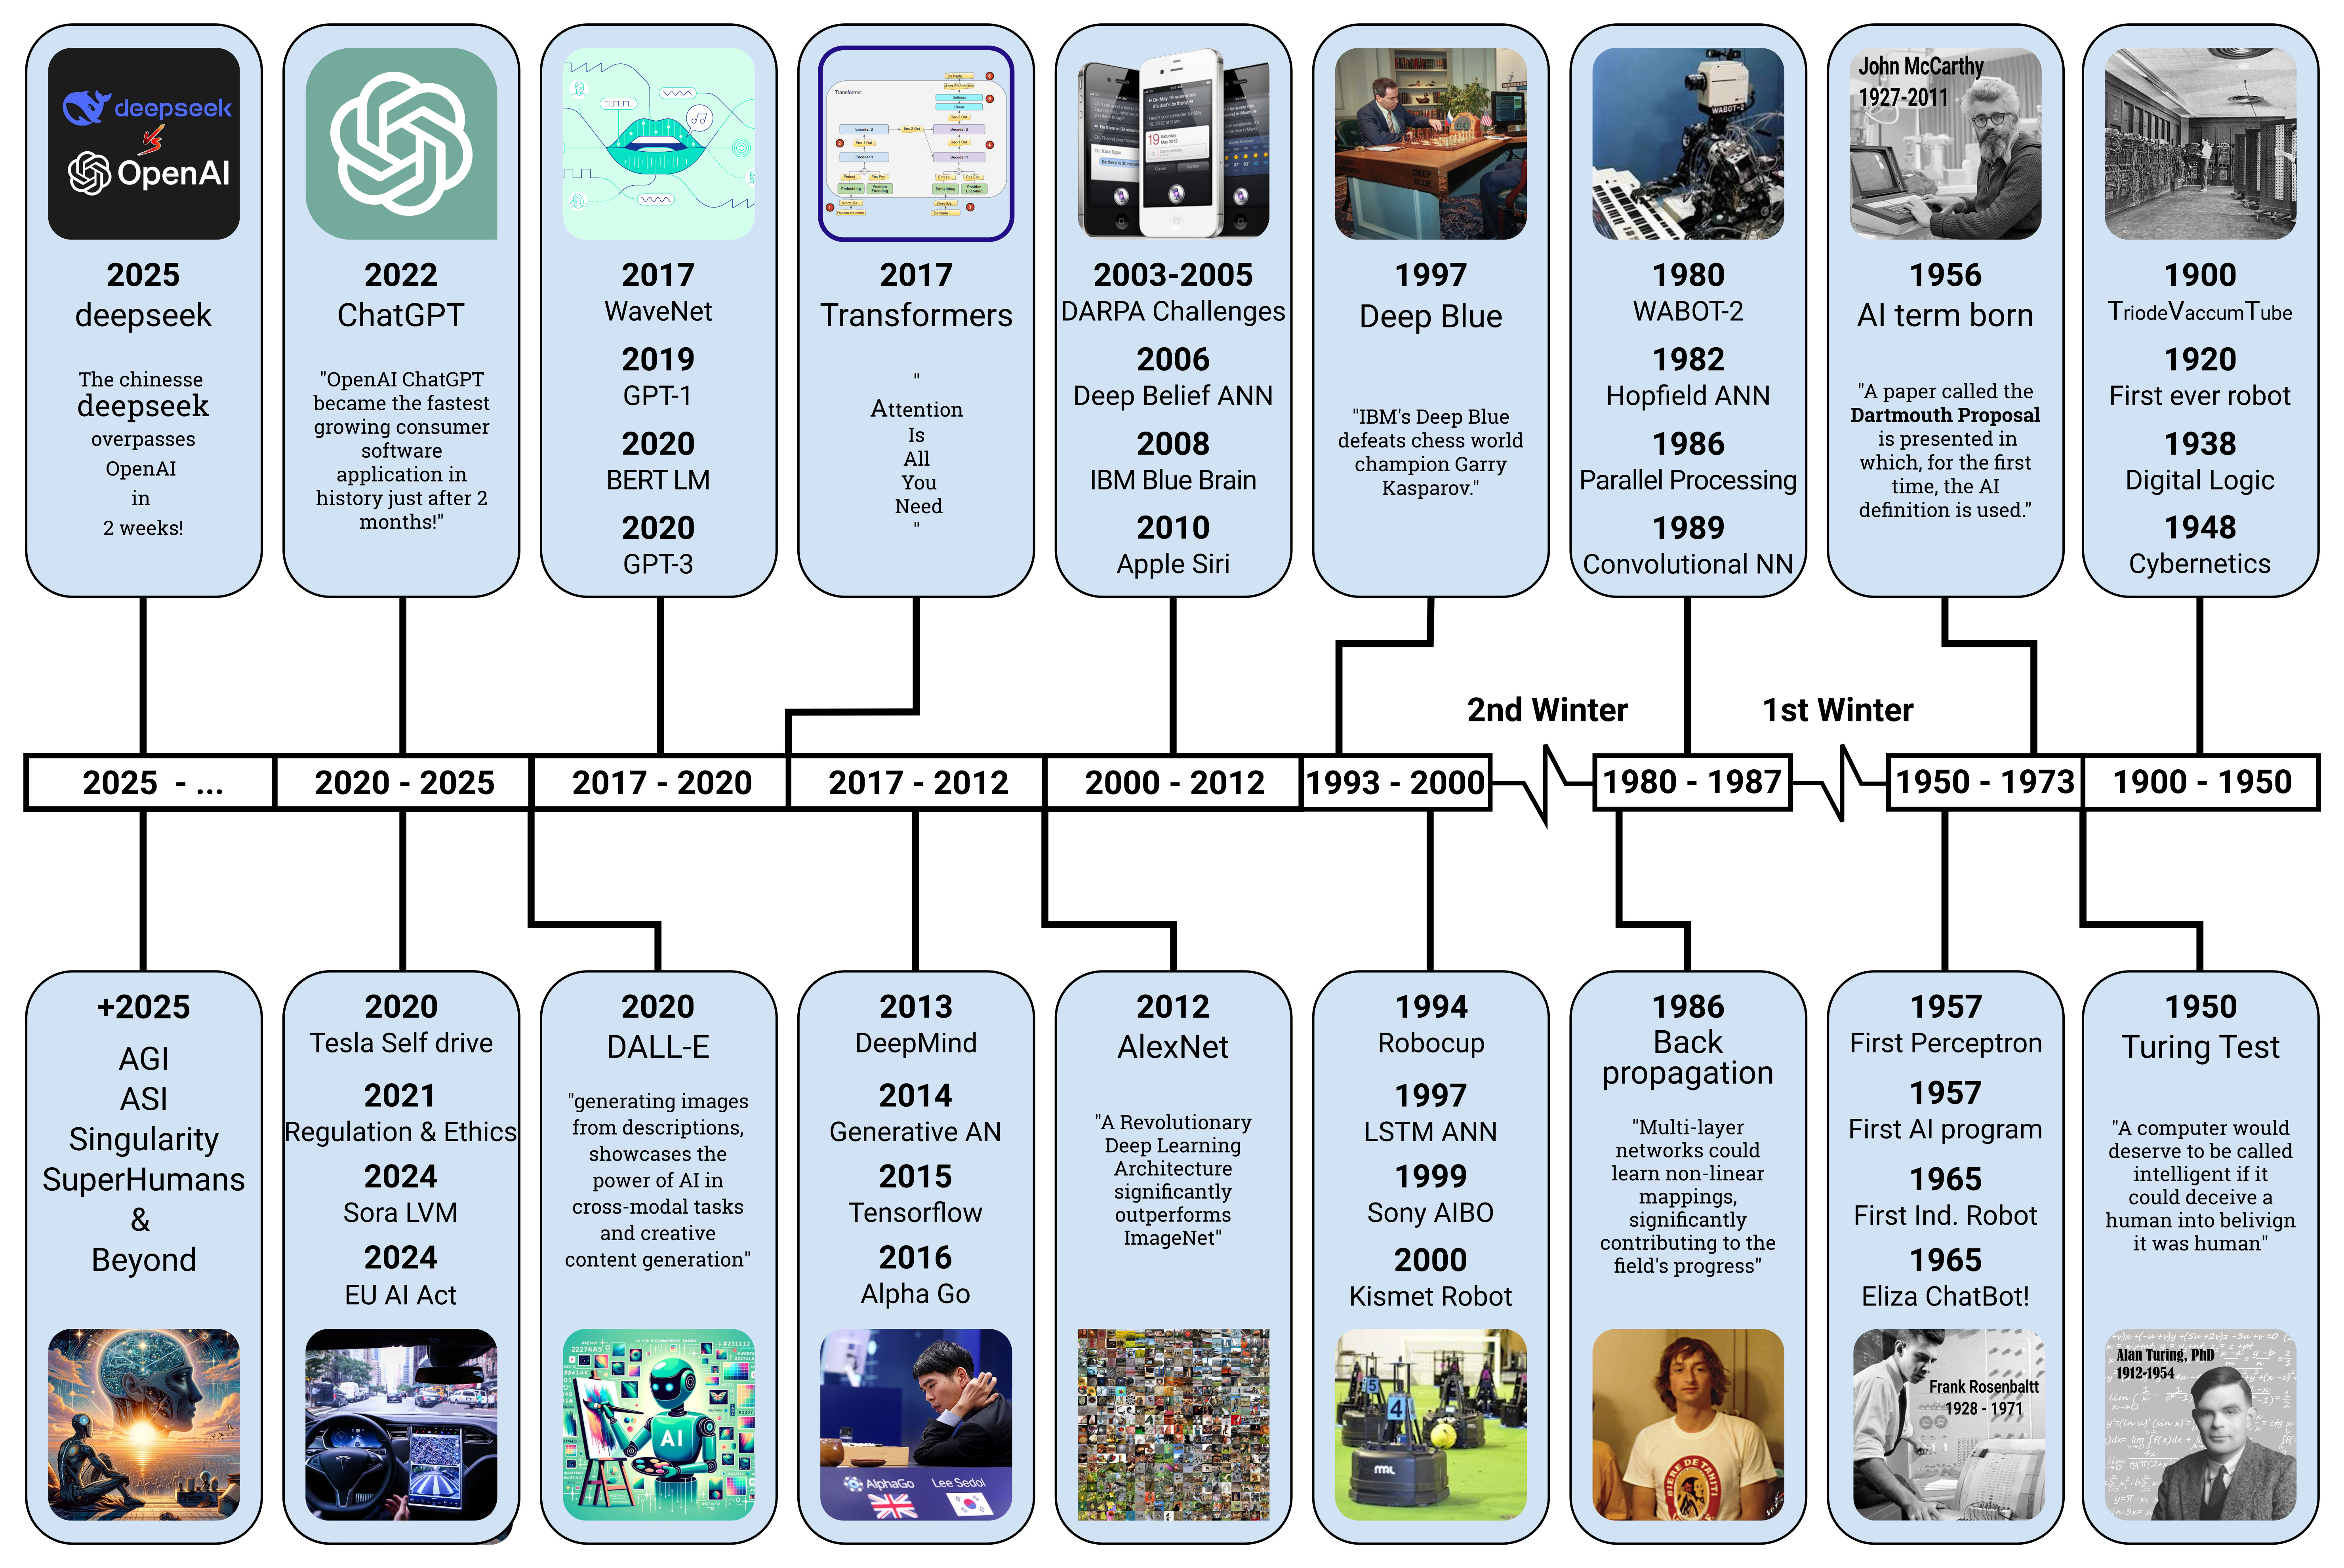 deepseek
VS
OpenAI
2025
deepseek
The chinesse
deepseek
overpasses
OpenAI
in
2 weeks!
2022
ChatGPT
"OpenAI ChatGPT
became the fastest
growing consumer
software
application in
history just after 2
months!"
2017
WaveNet
2019
GPT-1
2020
BERT LM
2020
GPT-3
Transformer
2017
Transformers
"
Attention
Is
All
You
Need
"
2003-2005
DARPA Challenges
2006
Deep Belief ANN
2008
IBM Blue Brain
2010
Apple Siri
DEEP
BLUE
1997
Deep Blue
"IBM's Deep Blue
defeats chess world
champion Garry
Kasparov."
WABOT-2
1980
WABOT-2
1982
Hopfield ANN
1986
Parallel Processing
1989
Convolutional NN
John McCarthy
1927-2011
1956
AI term born
"A paper called the
Dartmouth Proposal
is presented in
which, for the first
time, the AI
definition is used."
1900
TriodeVaccumTube
1920
First ever robot
1938
Digital Logic
1948
Cybernetics
2nd Winter
1st Winter
2025 - ...
2020 - 2025
2017 - 2020
2017 - 2012
2000 - 2012
1993 - 2000
1980 - 1987
1950 - 1973
1900 - 1950
+2025
AGI
ASI
Singularity
SuperHumans
&
Beyond
2020
Tesla Self drive
2021
Regulation & Ethics
2024
Sora LVM
2024
EU AI Act
2020
DALL-E
"generating images
from descriptions,
showcases the
power of AI in
cross-modal tasks
and creative
content generation"
AI
2013
DeepMind
2014
Generative AN
2015
Tensorflow
2016
Alpha Go
AlphaGo
Lee Sedol
2012
AlexNet
"A Revolutionary
Deep Learning
Architecture
significantly
outperforms
ImageNet"
1994
Robocup
1997
LSTM ANN
1999
Sony AIBO
2000
Kismet Robot
5
4
1986
Back
propagation
"Multi-layer
networks could
learn non-linear
mappings,
significantly
contributing to the
field's progress"
BIERE DE TAHITI
1957
First Perceptron
1957
First AI program
1965
First Ind. Robot
1965
Eliza ChatBot!
Frank Rosenbaltt
1928 - 1971
1950
Turing Test
"A computer would
deserve to be called
intelligent if it
could deceive a
human into belivign
it was human"
Alan Turing, PhD
1912-1954